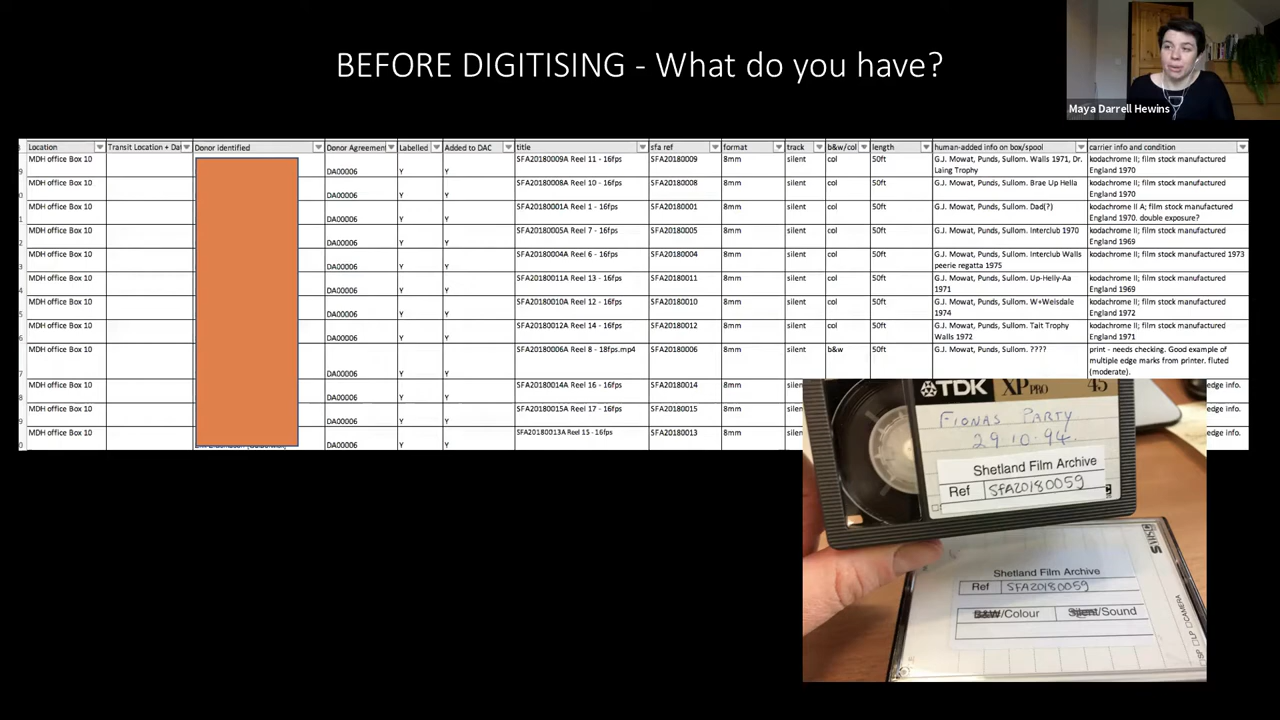 BEFORE DIGITISING - What do you have?
Maya Darrell Hewins
Location Transit Location + Da Donor identified Donor Agreemen Labelled Added to DAC title sfa ref format track b&w/col length human-added info on box/spool carrier info and condition
MDH office Box 10 DA00006 Y Y SFA20180009A Reel 11 - 16fps SFA20180009 8mm silent col 50ft G.J. Mowat, Punds, Sullom. Walls 1971, Dr. Laing Trophy kodachrome II; film stock manufactured England 1970
MDH office Box 10 DA00006 Y Y SFA20180008A Reel 10 - 16fps SFA20180008 8mm silent col 50ft G.J. Mowat, Punds, Sullom. Brae Up Hella kodachrome II; film stock manufactured England 1970
MDH office Box 10 DA00006 Y Y SFA20180001A Reel 1 - 16fps SFA20180001 8mm silent col 50ft G.J. Mowat, Punds, Sullom. Dad(?) kodachrome II A; film stock manufactured England 1970. double exposure?
MDH office Box 10 DA00006 Y Y SFA20180005A Reel 7 - 16fps SFA20180005 8mm silent col 50ft G.J. Mowat, Punds, Sullom. Interclub 1970 kodachrome II; film stock manufactured England 1969
MDH office Box 10 DA00006 Y Y SFA20180004A Reel 6 - 16fps SFA20180004 8mm silent col 50ft G.J. Mowat, Punds, Sullom. Interclub Walls peerie regatta 1975 kodachrome II; film stock manufactured 1973
MDH office Box 10 DA00006 Y Y SFA20180011A Reel 13 - 16fps SFA20180011 8mm silent col 50ft G.J. Mowat, Punds, Sullom. Up-Helly-Aa 1971 kodachrome II; film stock manufactured England 1969
MDH office Box 10 DA00006 Y Y SFA20180010A Reel 12 - 16fps SFA20180010 8mm silent col 50ft G.J. Mowat, Punds, Sullom. W+Weisdale 1974 kodachrome II; film stock manufactured England 1972
MDH office Box 10 DA00006 Y Y SFA20180012A Reel 14 - 16fps SFA20180012 8mm silent col 50ft G.J. Mowat, Punds, Sullom. Tait Trophy Walls 1972 kodachrome II; film stock manufactured England 1971
MDH office Box 10 DA00006 Y Y SFA20180006A Reel 8 - 18fps.mp4 SFA20180006 8mm silent b&w 50ft G.J. Mowat, Punds, Sullom. ???? print - needs checking. Good example of multiple edge marks from printer. fluted (moderate).
MDH office Box 10 DA00006 Y Y SFA20180014A Reel 16 - 16fps SFA20180014 8mm silent edge info.
MDH office Box 10 DA00006 Y Y SFA20180015A Reel 17 - 16fps SFA20180015 8mm silent edge info.
MDH office Box 10 DA00006 Y Y SFA20180013A Reel 15 - 16fps SFA20180013 8mm silent edge info.
TDK XP PRO 45
FIONAS PARTY
29.10.94.
Shetland Film Archive
Ref SFA20180059
Shetland Film Archive
Ref SFA20180059
B&W/Colour Silent/Sound
SP LP CAMERA